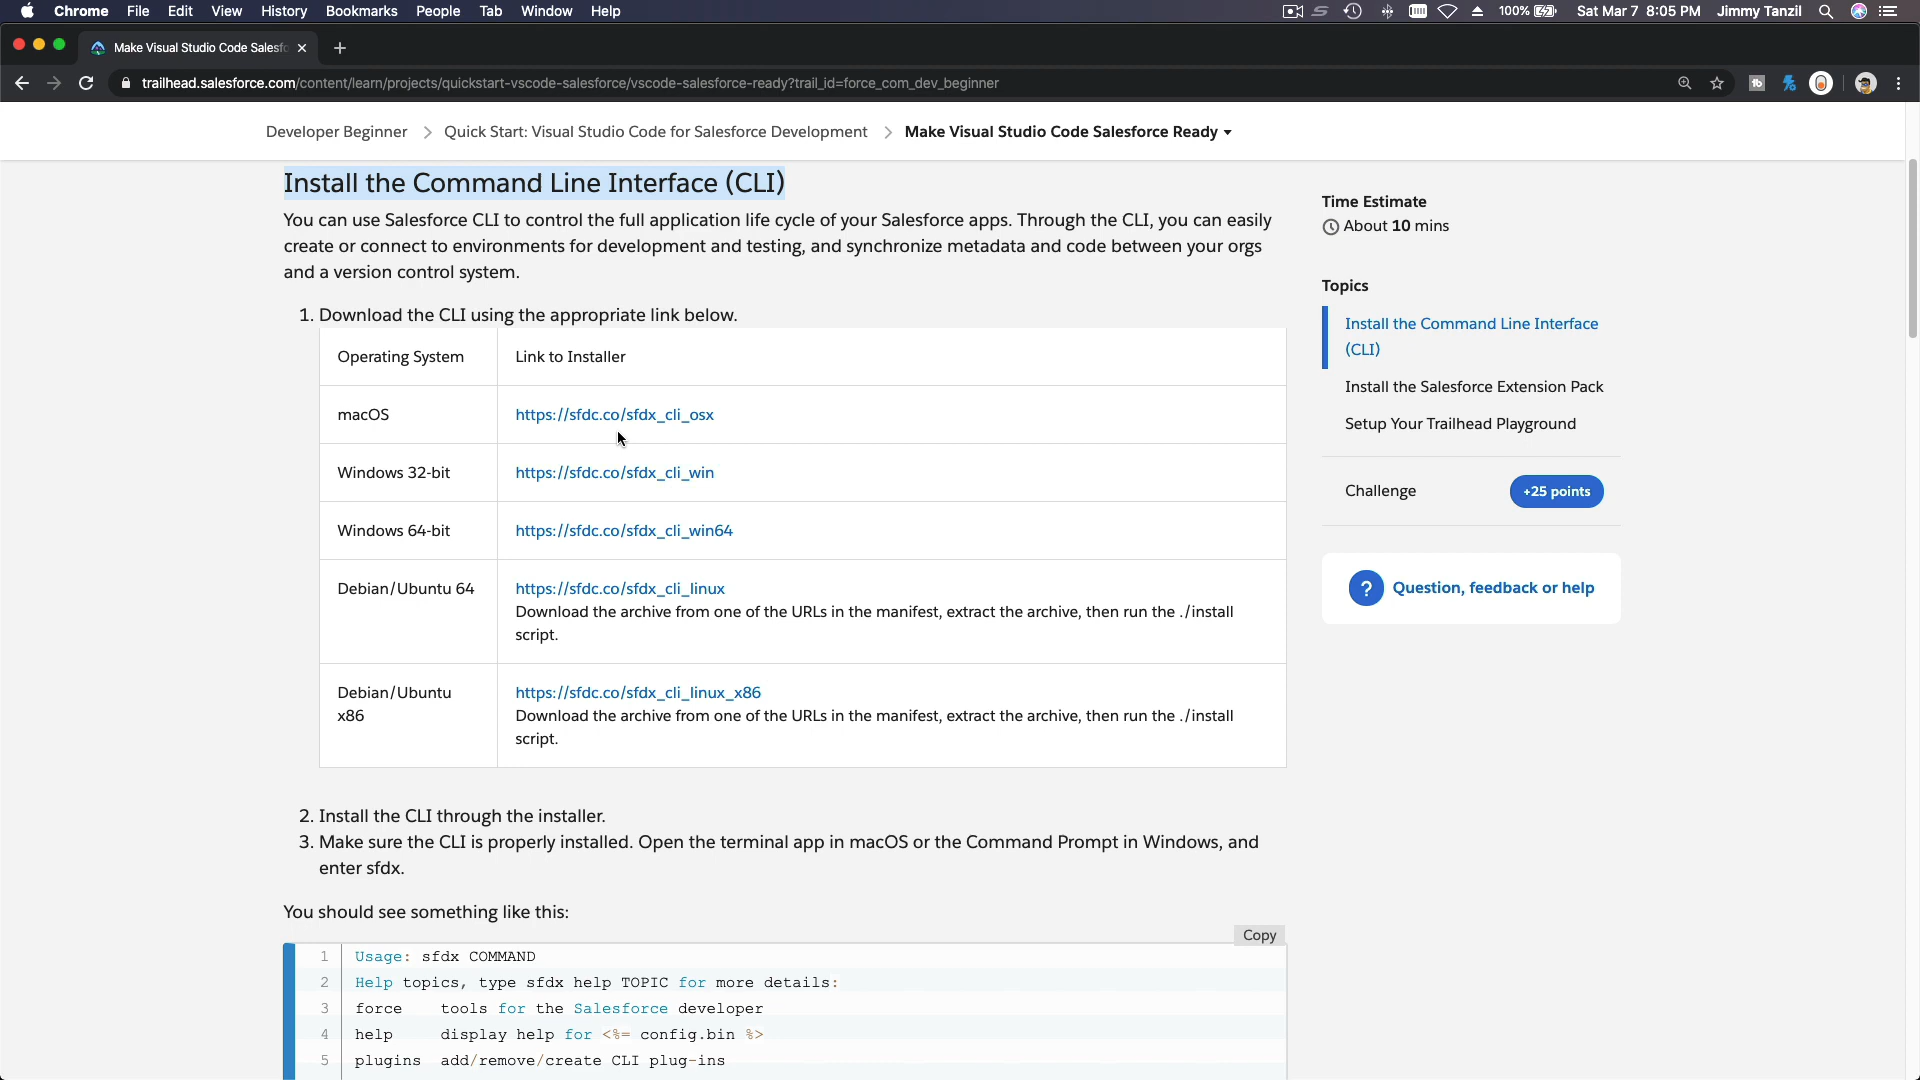 Chrome File Edit View History Bookmarks People Tab Window Help 100% Sat Mar 7 8:05 PM Jimmy Tanzil
Make Visual Studio Code Salesf
trailhead.salesforce.com/content/learn/projects/quickstart-vscode-salesforce/vscode-salesforce-ready?trail_id=force_com_dev_beginner
Developer Beginner > Quick Start: Visual Studio Code for Salesforce Development > Make Visual Studio Code Salesforce Ready
Install the Command Line Interface (CLI)
You can use Salesforce CLI to control the full application life cycle of your Salesforce apps. Through the CLI, you can easily
create or connect to environments for development and testing, and synchronize metadata and code between your orgs
and a version control system.
1. Download the CLI using the appropriate link below.
Operating System Link to Installer
macOS https://sfdc.co/sfdx_cli_osx
Windows 32-bit https://sfdc.co/sfdx_cli_win
Windows 64-bit https://sfdc.co/sfdx_cli_win64
Debian/Ubuntu 64 https://sfdc.co/sfdx_cli_linux
Download the archive from one of the URLs in the manifest, extract the archive, then run the ./install
script.
Debian/Ubuntu
x86
https://sfdc.co/sfdx_cli_linux_x86
Download the archive from one of the URLs in the manifest, extract the archive, then run the ./install
script.
2. Install the CLI through the installer.
3. Make sure the CLI is properly installed. Open the terminal app in macOS or the Command Prompt in Windows, and
enter sfdx.
You should see something like this:
Copy
1 Usage: sfdx COMMAND
2 Help topics, type sfdx help TOPIC for more details:
3 force    tools for the Salesforce developer
4 help     display help for <%= config.bin %>
5 plugins  add/remove/create CLI plug-ins
Time Estimate
About 10 mins
Topics
Install the Command Line Interface
(CLI)
Install the Salesforce Extension Pack
Setup Your Trailhead Playground
Challenge +25 points
? Question, feedback or help